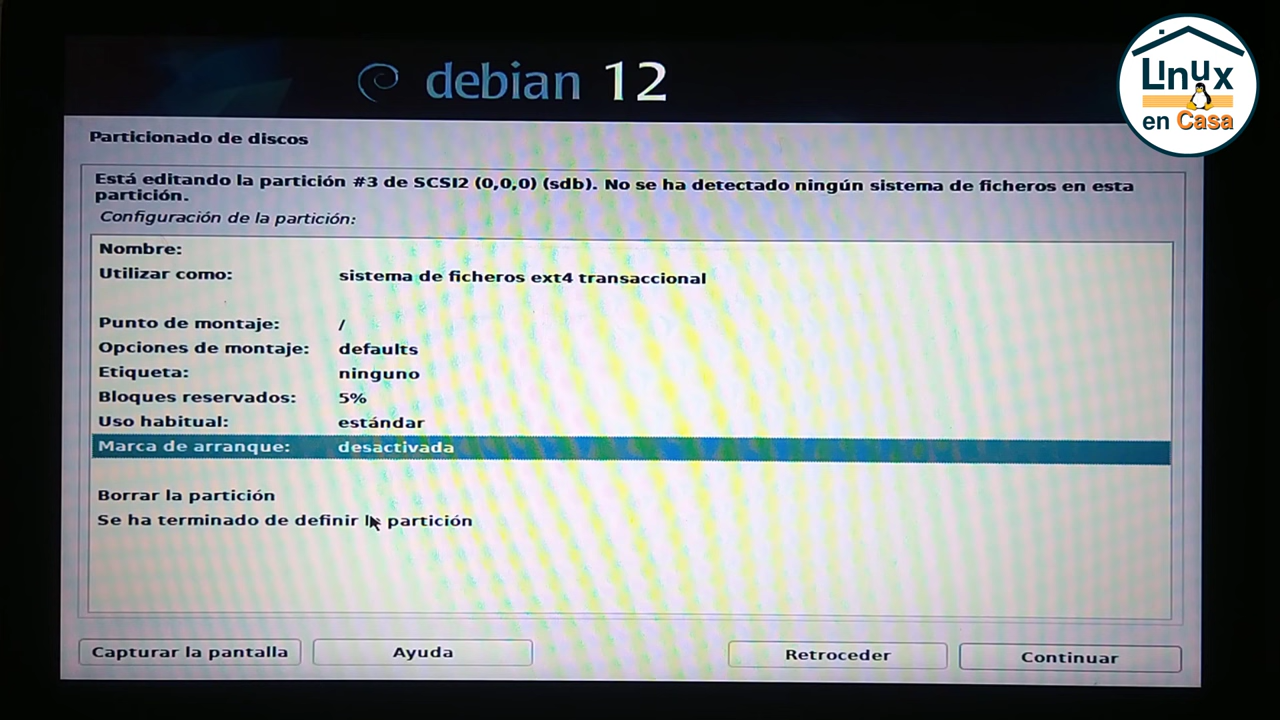 debian 12
Linux
en Casa
Particionado de discos
Está editando la partición #3 de SCSI2 (0,0,0) (sdb). No se ha detectado ningún sistema de ficheros en esta
partición.
Configuración de la partición:
Nombre:
Utilizar como: sistema de ficheros ext4 transaccional
Punto de montaje: /
Opciones de montaje: defaults
Etiqueta: ninguno
Bloques reservados: 5%
Uso habitual: estándar
Marca de arranque: desactivada
Borrar la partición
Se ha terminado de definir la partición
Capturar la pantalla Ayuda Retroceder Continuar